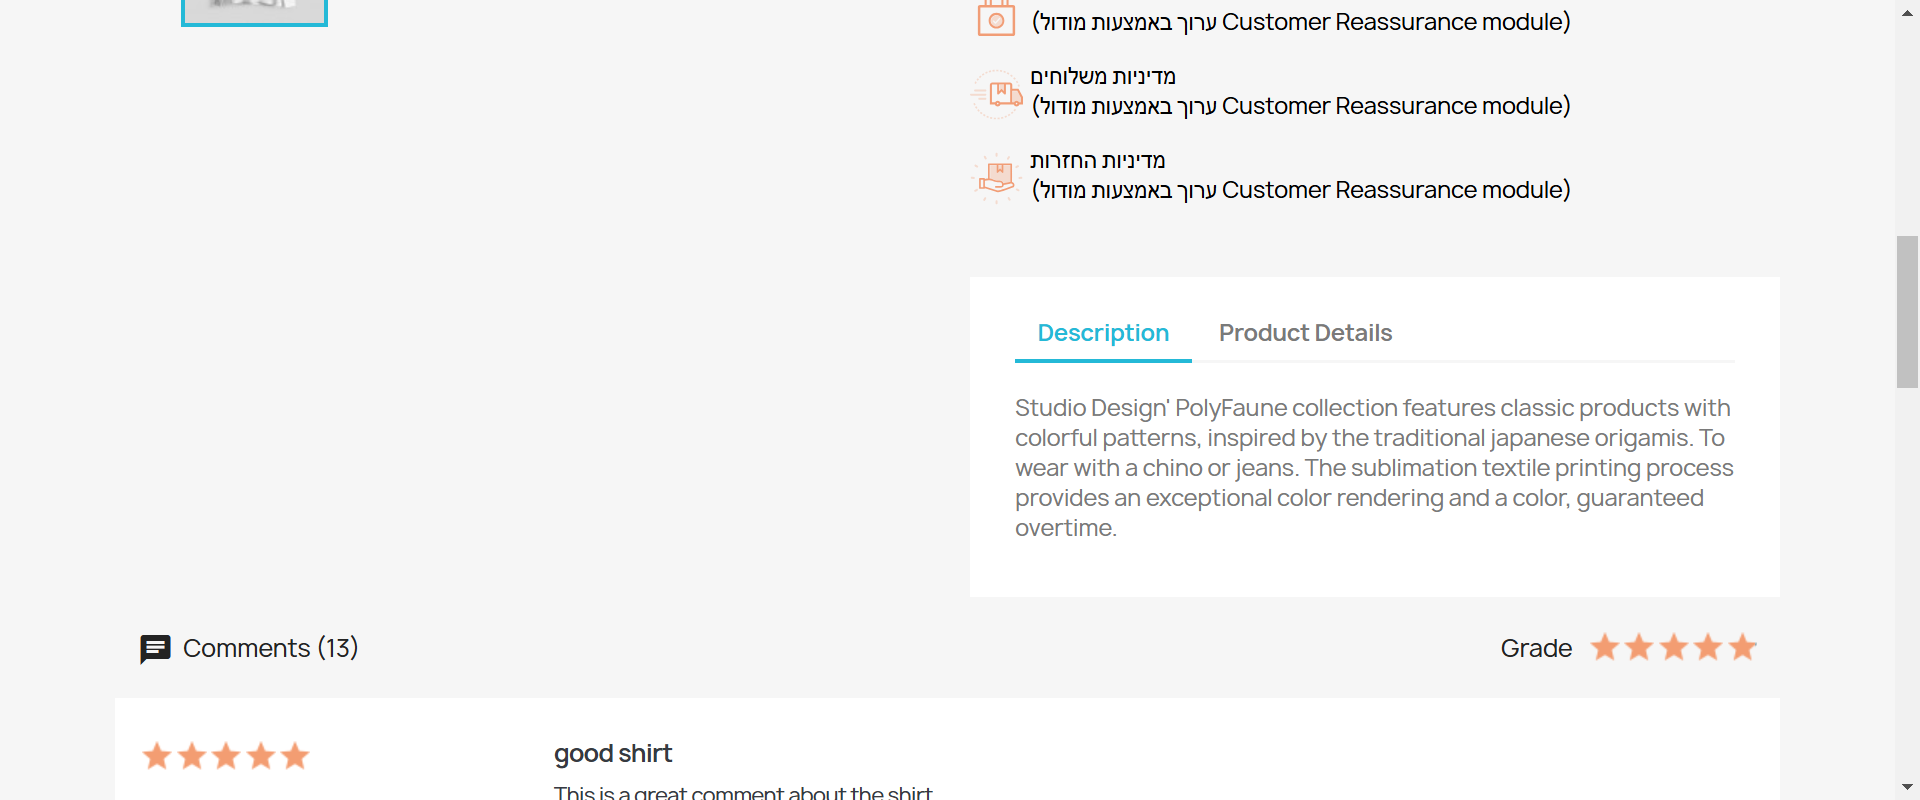 (ערוך באמצעות מודול Customer Reassurance module)
מדיניות משלוחים
(ערוך באמצעות מודול Customer Reassurance module)
מדיניות החזרות
(ערוך באמצעות מודול Customer Reassurance module)
Description Product Details
Studio Design' PolyFaune collection features classic products with
colorful patterns, inspired by the traditional japanese origamis. To
wear with a chino or jeans. The sublimation textile printing process
provides an exceptional color rendering and a color, guaranteed
overtime.
Comments (13) Grade
good shirt
This is a great comment about the shirt